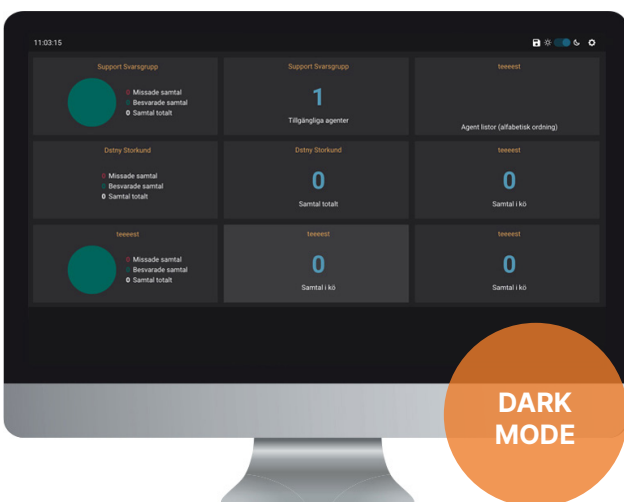 11:03:15
Support Svarsgrupp
0 Missade samtal
0 Besvarade samtal
0 Samtal totalt
Support Svarsgrupp
1
Tillgängliga agenter
teeeest
Agent listor (alfabetisk ordning)
Dstny Storkund
0 Missade samtal
0 Besvarade samtal
0 Samtal totalt
Dstny Storkund
0
Samtal totalt
teeeest
0
Samtal i kö
teeeest
0 Missade samtal
0 Besvarade samtal
0 Samtal totalt
teeeest
0
Samtal i kö
teeeest
0
Samtal i kö
DARK
MODE